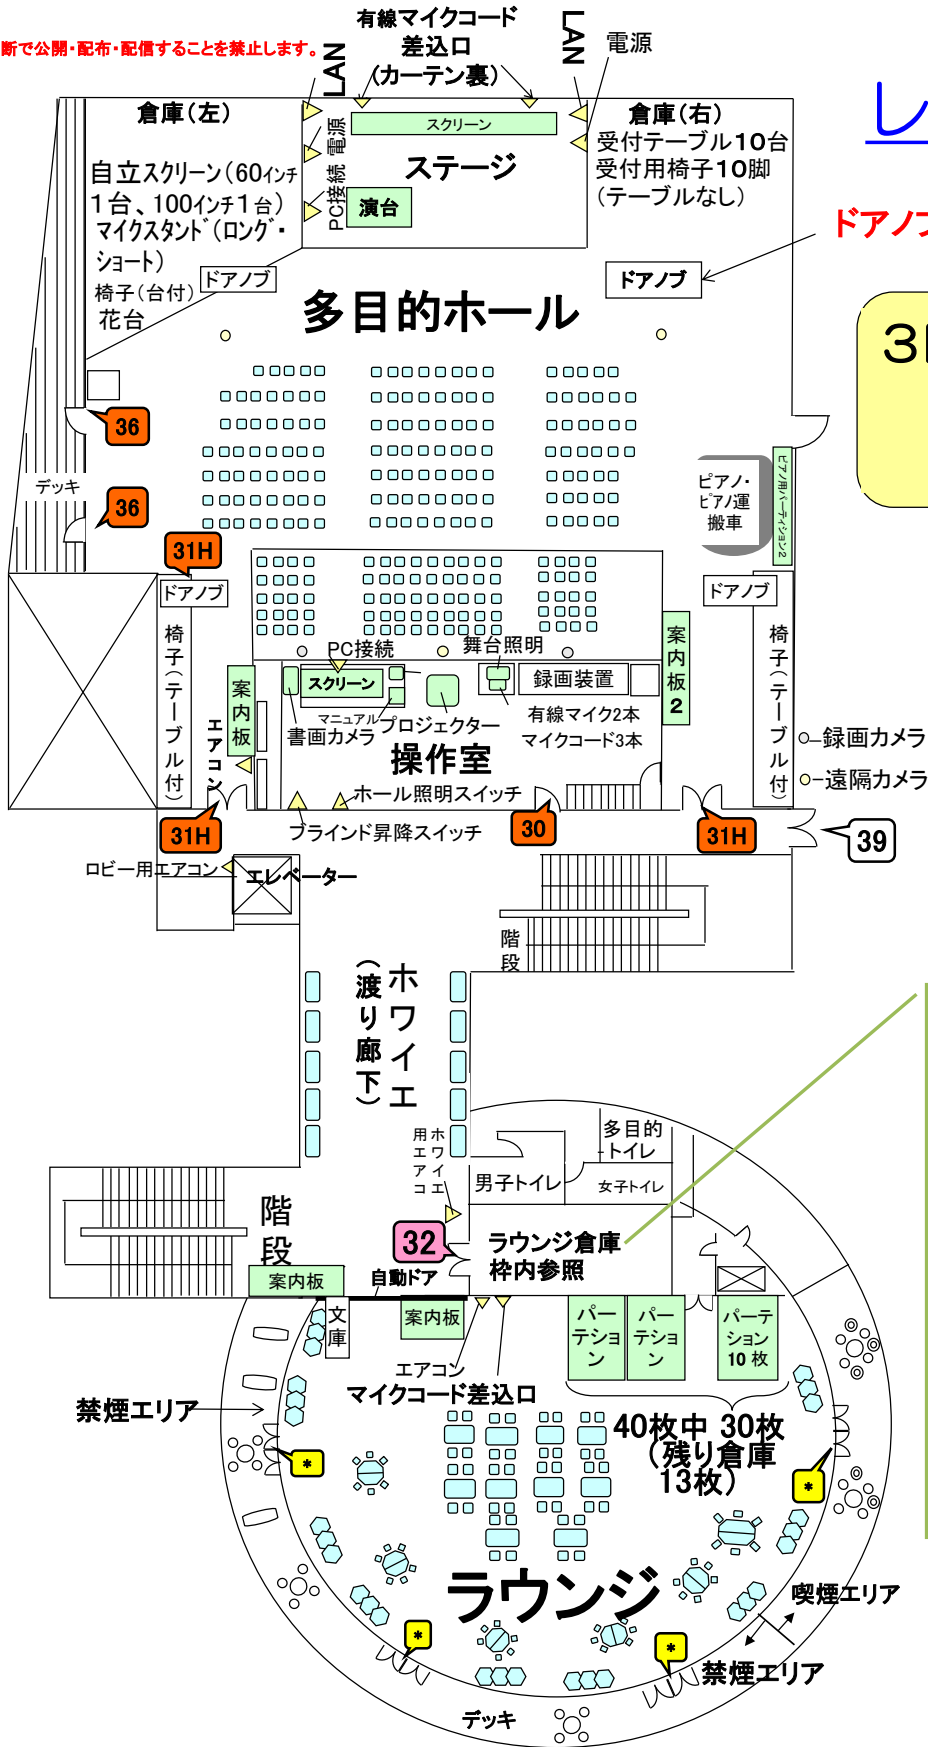 断で公開・配布・配信することを禁止します。
有線マイクコード
差込口
(カーテン裏)
LAN
LAN
電源
レ
倉庫(左)
自立スクリーン(60インチ
1台、100インチ1台)
マイクスタンド(ロング・
ショート)
椅子(台付)
花台
電源
PC接続
スクリーン
ステージ
演台
倉庫(右)
受付テーブル10台
受付用椅子10脚
(テーブルなし)
ドアノブ
ドアノブ
ドアノブ
多目的ホール
3
36
36
デッキ
ピアノ・
ピアノ運
搬車
ピアノ用パーティション2
31H
ドアノブ
ドアノブ
椅子(テーブル付)
椅子(テーブル付)
案内板
案内板2
エアコン
PC接続
舞台照明
スクリーン
録画装置
マニュアル
書画カメラ
プロジェクター
有線マイク2本
マイクコード3本
操作室
ホール照明スイッチ
ブラインド昇降スイッチ
録画カメラ
遠隔カメラ
31H
30
31H
39
ロビー用エアコン
エレベーター
階段
ホワイエ
(渡り廊下)
ホワイエ
用エアコ
多目的
トイレ
男子トイレ
女子トイレ
階段
32
ラウンジ倉庫
枠内参照
案内板
自動ドア
文庫
案内板
エアコン
マイクコード差込口
パー
テショ
ン
パー
テショ
ン
パーテ
ション
10 枚
禁煙エリア
40枚中 30枚
(残り倉庫
13枚)
*
*
ラウンジ
喫煙エリア
*
*
禁煙エリア
デッキ